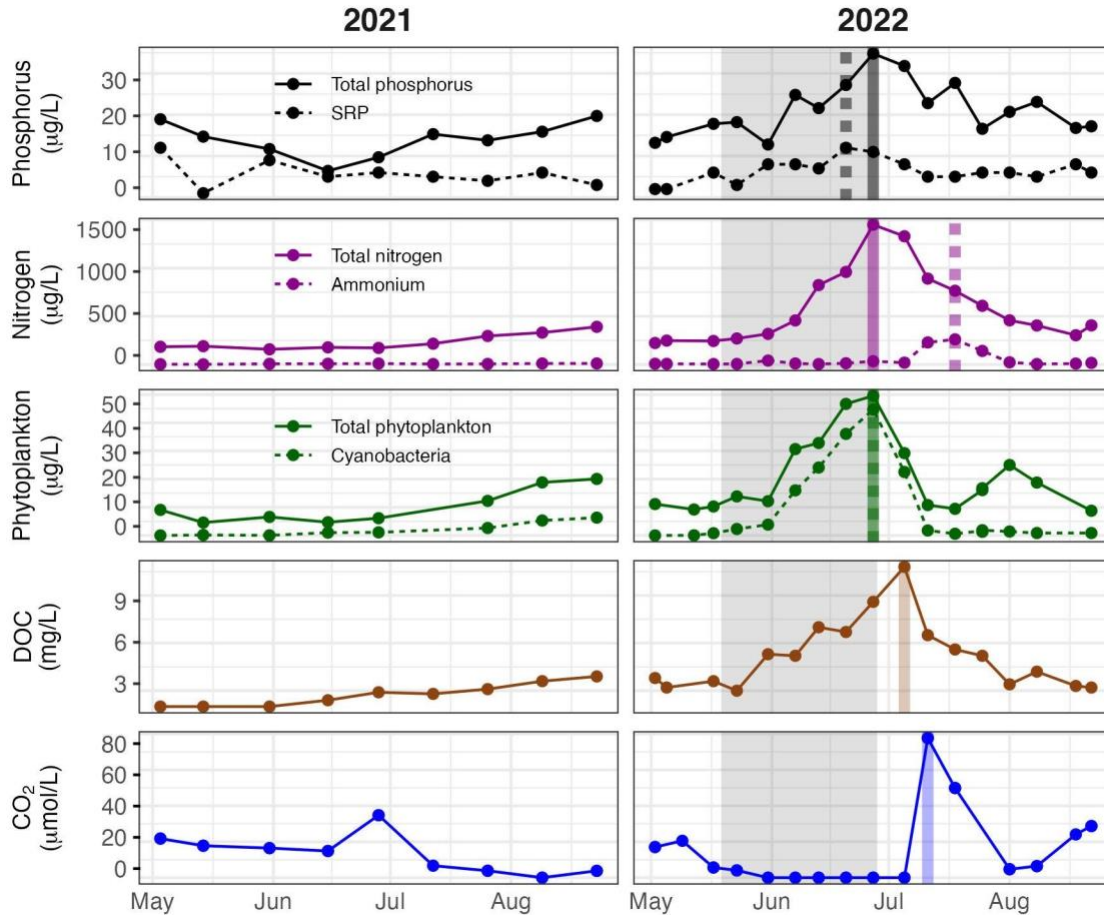 2021
2022
Phosphorus
(µg/L)
30
20
10
0
Total phosphorus
SRP
Nitrogen
(µg/L)
1500
1000
500
0
Total nitrogen
Ammonium
Phytoplankton
(µg/L)
50
40
30
20
10
0
Total phytoplankton
Cyanobacteria
DOC
(mg/L)
9
6
3
CO₂
(µmol/L)
80
60
40
20
0
May Jun Jul Aug
May Jun Jul Aug